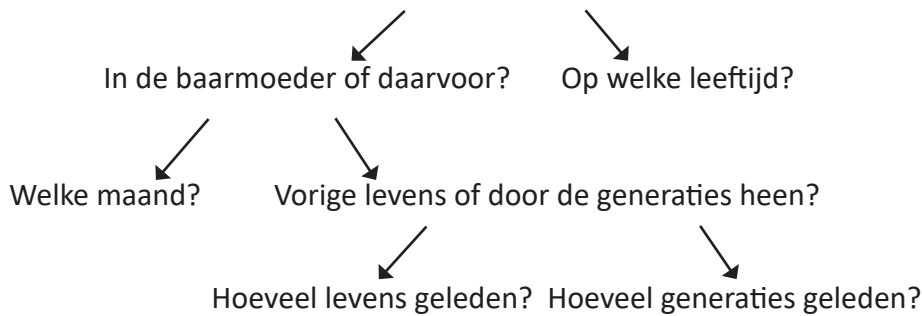 In de baarmoeder of daarvoor? Op welke leeftijd?
Welke maand? Vorige levens of door de generaties heen?
Hoeveel levens geleden? Hoeveel generaties geleden?